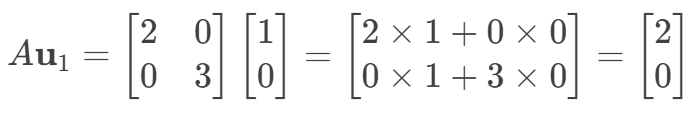 $A\mathbf{u}_1 = \begin{bmatrix} 2 & 0 \\ 0 & 3 \end{bmatrix} \begin{bmatrix} 1 \\ 0 \end{bmatrix} = \begin{bmatrix} 2 \times 1 + 0 \times 0 \\ 0 \times 1 + 3 \times 0 \end{bmatrix} = \begin{bmatrix} 2 \\ 0 \end{bmatrix}$